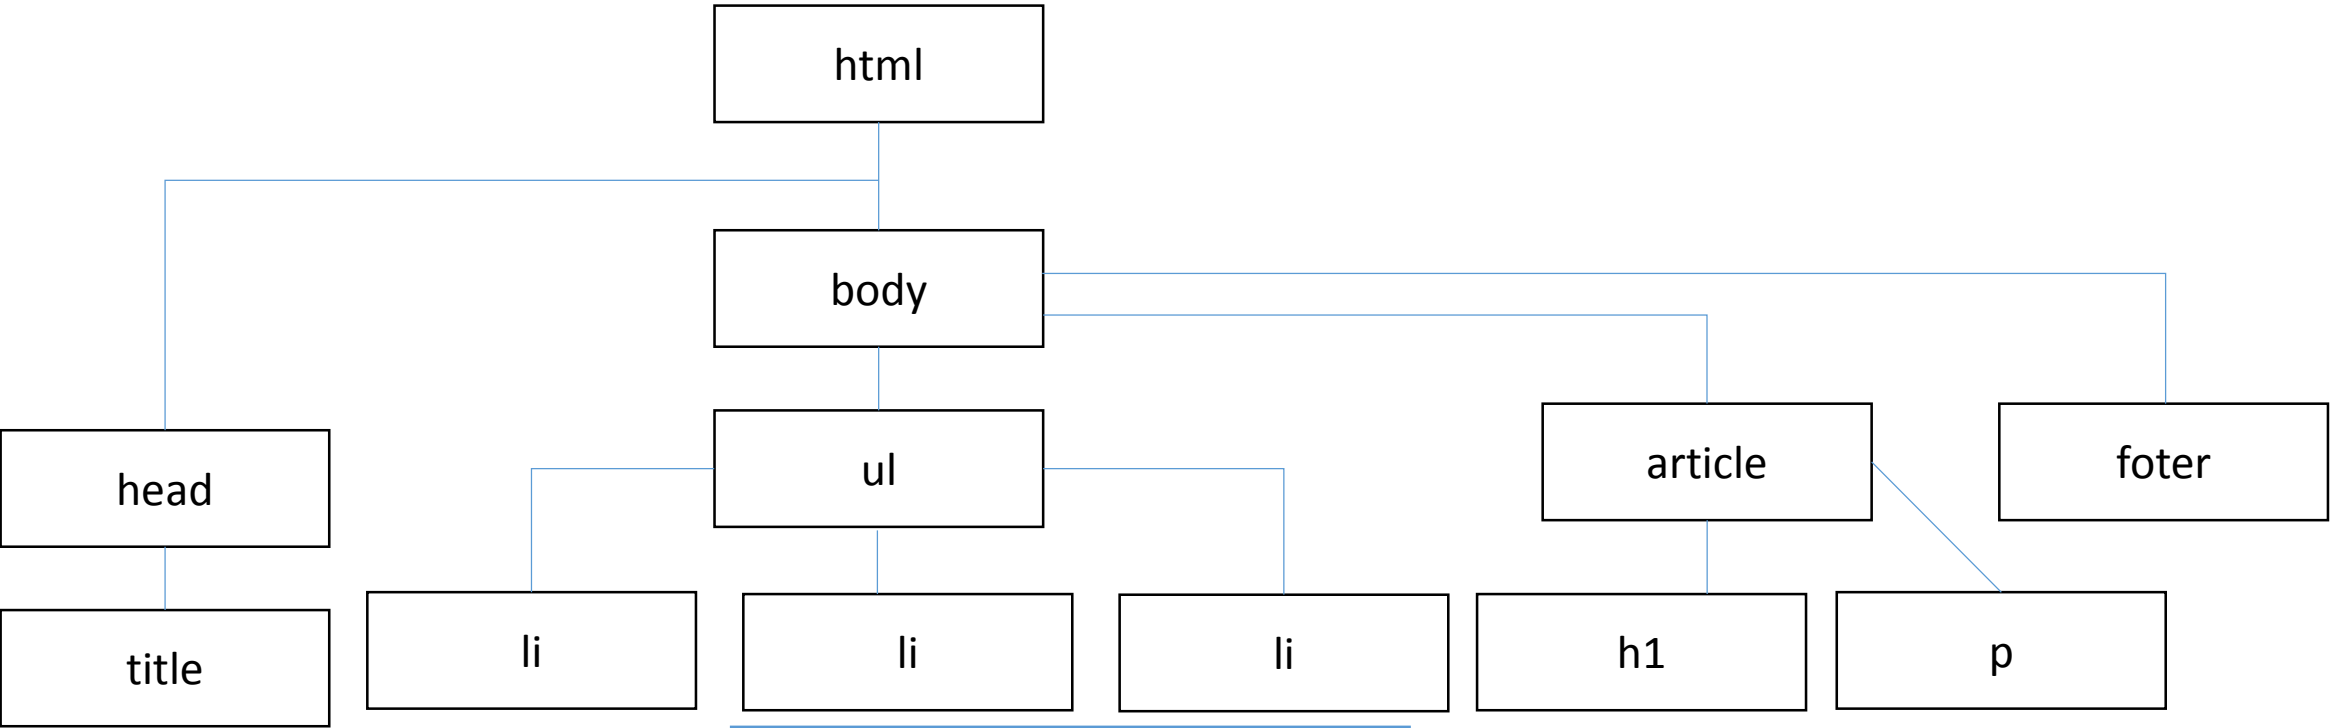 html
body
head
ul
article
foter
title
li
li
li
h1
p